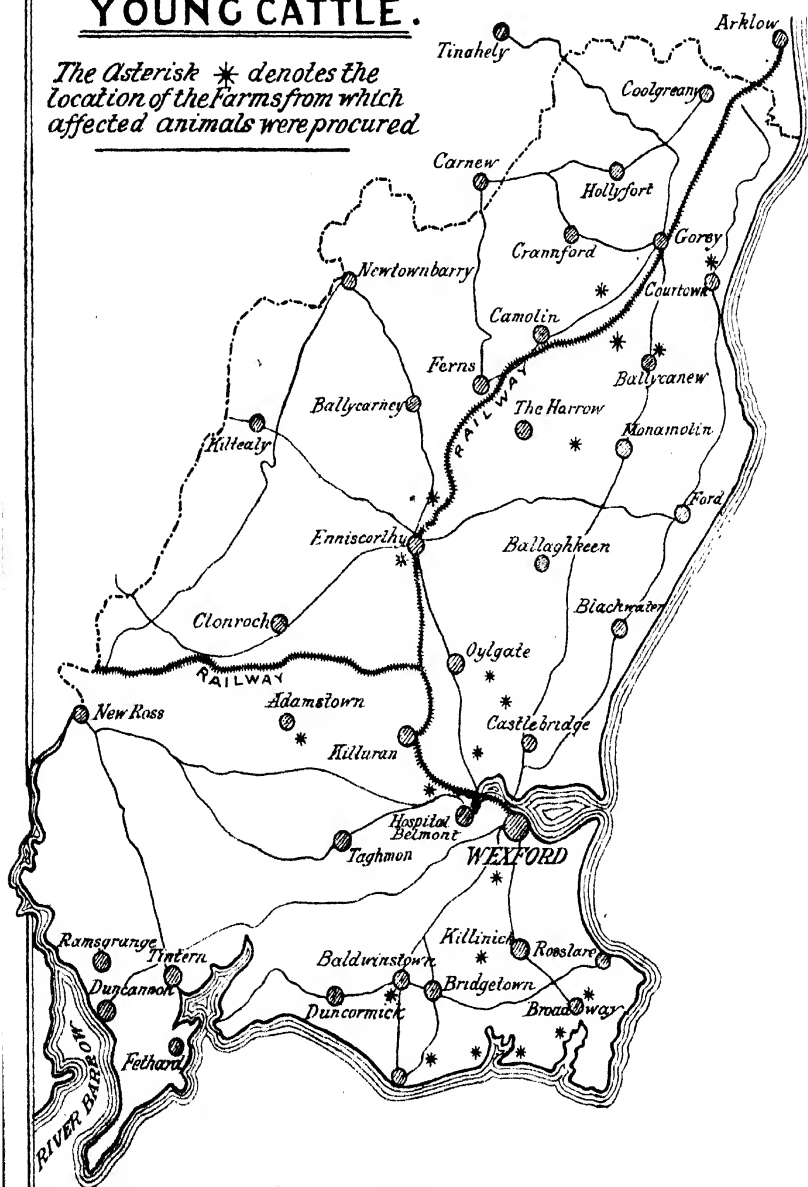 YOUNG CATTLE.
The Asterisk * denotes the
location of the Farms from which
affected animals were procured
Arklow
Tinahely
Coolgreany
Carnew
Hollyfort
Gorey
Crannford
Newtownbarry
Courtown
Camolin
Ferns
Ballycanew
RAILWAY
Ballycarney
The Harrow
Kiltealy
Monamolin
Ford
Enniscorthy
Ballaghkeen
Blackwater
Clonroch
Oylgate
RAILWAY
Adamstown
New Ross
Castlebridge
Killuran
Hospital
Belmont
Taghmon
WEXFORD
Killinick
Rosslare
Ramsgrange
Tintern
Baldwinstown
Bridgetown
Duncannon
Duncormick
Broadway
Fethard
RIVER BARROW